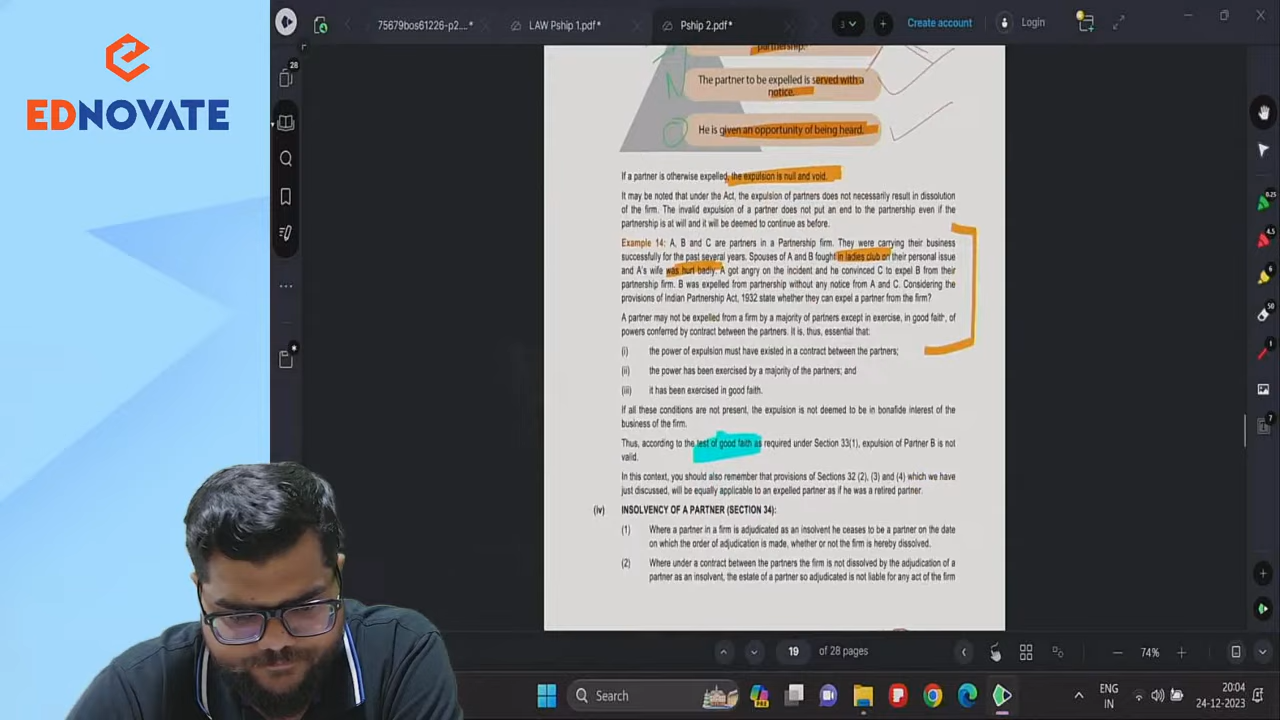 EDNOVATE
28
75679bos61226-p2...*
LAW Pship 1.pdf*
Pship 2.pdf*
3
Create account
Login
partnership.
The partner to be expelled is served with a
notice.
He is given an opportunity of being heard.
If a partner is otherwise expelled, the expulsion is null and void.
It may be noted that under the Act, the expulsion of partners does not necessarily result in dissolution
of the firm. The invalid expulsion of a partner does not put an end to the partnership even if the
partnership is at will and it will be deemed to continue as before.
Example 14: A, B and C are partners in a Partnership firm. They were carrying their business
successfully for the past several years. Spouses of A and B fought in ladies club on their personal issue
and A's wife was hurt badly. A got angry on the incident and he convinced C to expel B from their
partnership firm. B was expelled from partnership without any notice from A and C. Considering the
provisions of Indian Partnership Act, 1932 state whether they can expel a partner from the firm?
A partner may not be expelled from a firm by a majority of partners except in exercise, in good faith, of
powers conferred by contract between the partners. It is, thus, essential that:
(i) the power of expulsion must have existed in a contract between the partners;
(ii) the power has been exercised by a majority of the partners; and
(iii) it has been exercised in good faith.
If all these conditions are not present, the expulsion is not deemed to be in bonafide interest of the
business of the firm.
Thus, according to the test of good faith as required under Section 33(1), expulsion of Partner B is not
valid.
In this context, you should also remember that provisions of Sections 32 (2), (3) and (4) which we have
just discussed, will be equally applicable to an expelled partner as if he was a retired partner.
(iv) INSOLVENCY OF A PARTNER (SECTION 34):
(1) Where a partner in a firm is adjudicated as an insolvent he ceases to be a partner on the date
on which the order of adjudication is made, whether or not the firm is hereby dissolved.
(2) Where under a contract between the partners the firm is not dissolved by the adjudication of a
partner as an insolvent, the estate of a partner so adjudicated is not liable for any act of the firm
0.25
4.5
6
50
1
7
19 of 28 pages
74%
Search
PRE
ENG
IN
20:04
24-12-2023